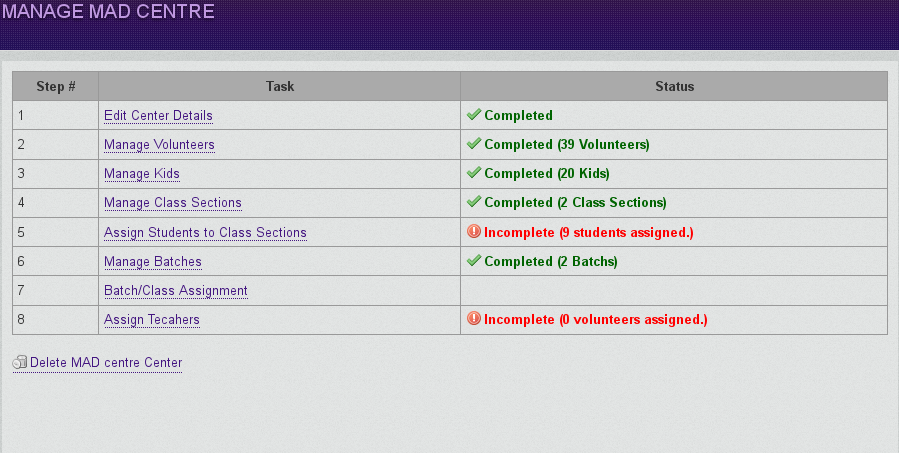 MANAGE MAD CENTRE
Step # Task Status
1 Edit Center Details Completed
2 Manage Volunteers Completed (39 Volunteers)
3 Manage Kids Completed (20 Kids)
4 Manage Class Sections Completed (2 Class Sections)
5 Assign Students to Class Sections Incomplete (9 students assigned.)
6 Manage Batches Completed (2 Batchs)
7 Batch/Class Assignment
8 Assign Tecahers Incomplete (0 volunteers assigned.)
Delete MAD centre Center